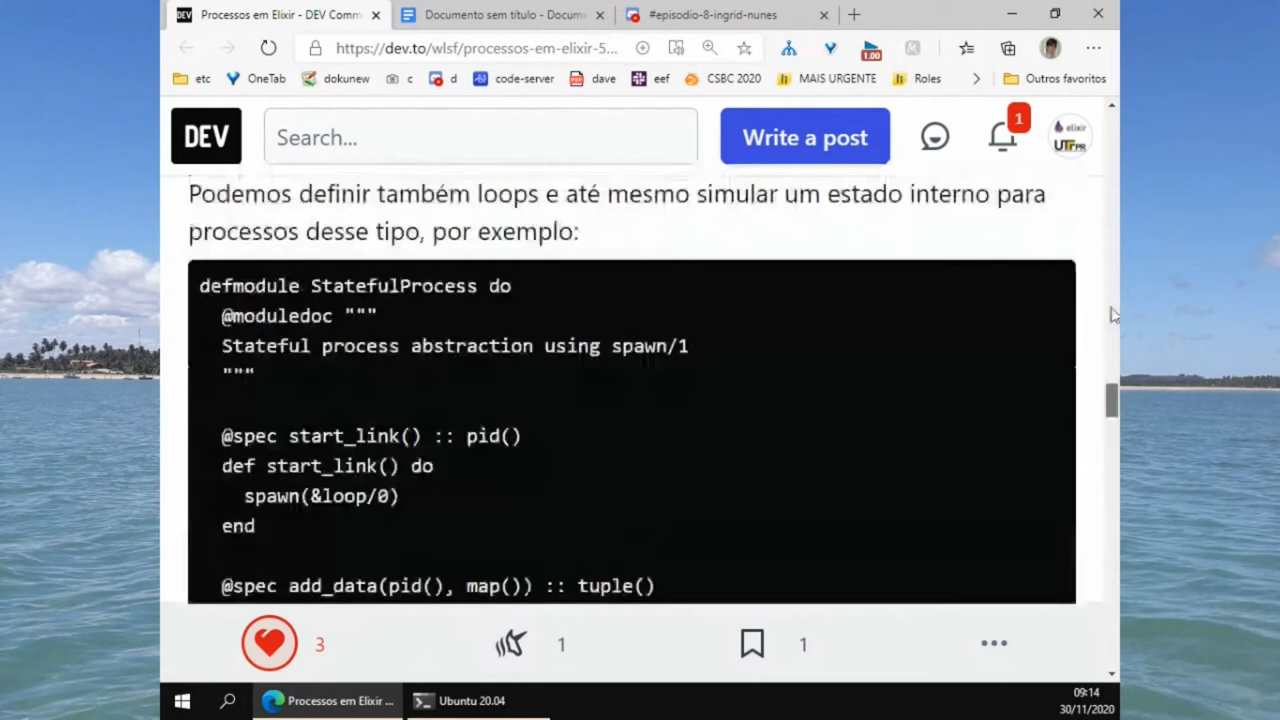 Processos em Elixir - DEV Comm
Documento sem título - Docum
#episodio-8-ingrid-nunes
https://dev.to/wlsf/processos-em-elixir-5...
1.00
etc
OneTab
dokunew
c
d
code-server
dave
eef
CSBC 2020
MAIS URGENTE
Roles
Outros favoritos
DEV
Search...
Write a post
1
elixir
UTFPR
Podemos definir também loops e até mesmo simular um estado interno para
processos desse tipo, por exemplo:
defmodule StatefulProcess do
@moduledoc """
Stateful process abstraction using spawn/1
"""
@spec start_link() :: pid()
def start_link() do
spawn(&loop/0)
end
@spec add_data(pid(), map()) :: tuple()
3
1
1
Processos em Elixir ...
Ubuntu 20.04
09:14
30/11/2020